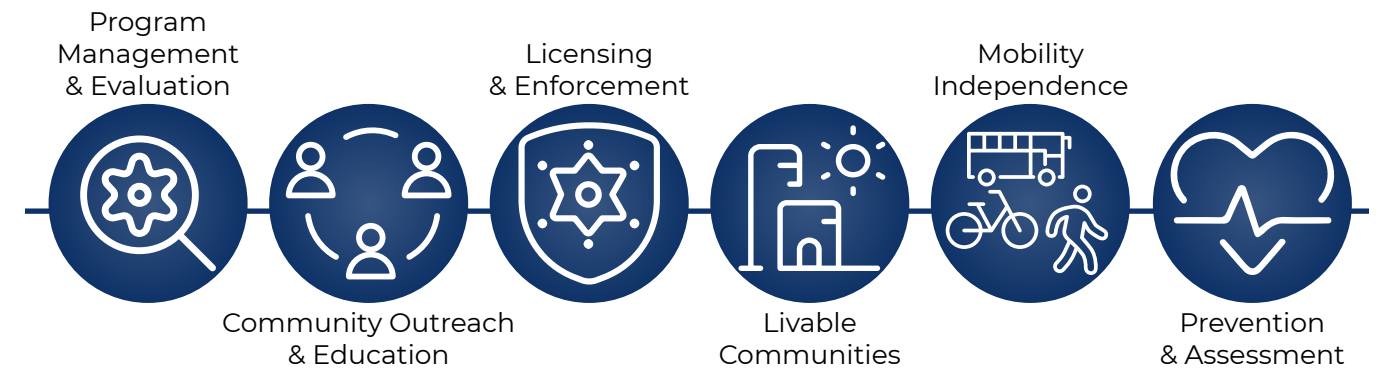 Program
Management
& Evaluation
Community Outreach
& Education
Licensing
& Enforcement
Livable
Communities
Mobility
Independence
Prevention
& Assessment